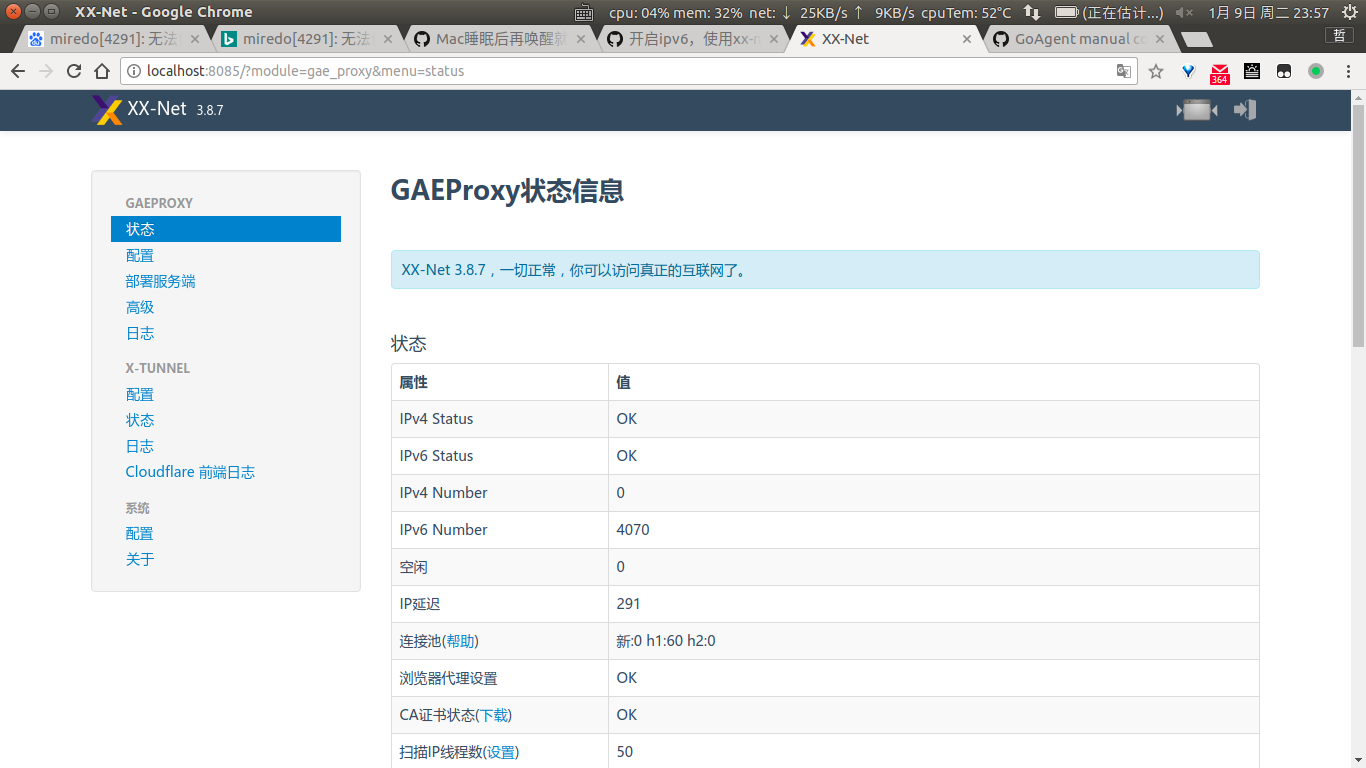 XX-Net - Google Chrome
cpu: 04% mem: 32% net: ↓ 25KB/s ↑ 9KB/s cpuTem: 52°C (正在估计...) 1月 9日 周二 23:57
miredo[4291]: 无法
miredo[4291]: 无法
Mac睡眠后再唤醒就
开启ipv6，使用xx-n
XX-Net
GoAgent manual co
哲
localhost:8085/?module=gae_proxy&menu=status
364
XX-Net 3.8.7
GAEPROXY
状态
配置
部署服务端
高级
日志
X-TUNNEL
配置
状态
日志
Cloudflare 前端日志
系统
配置
关于
GAEProxy状态信息
XX-Net 3.8.7，一切正常，你可以访问真正的互联网了。
状态
属性 值
IPv4 Status OK
IPv6 Status OK
IPv4 Number 0
IPv6 Number 4070
空闲 0
IP延迟 291
连接池(帮助) 新:0 h1:60 h2:0
浏览器代理设置 OK
CA证书状态(下载) OK
扫描IP线程数(设置) 50